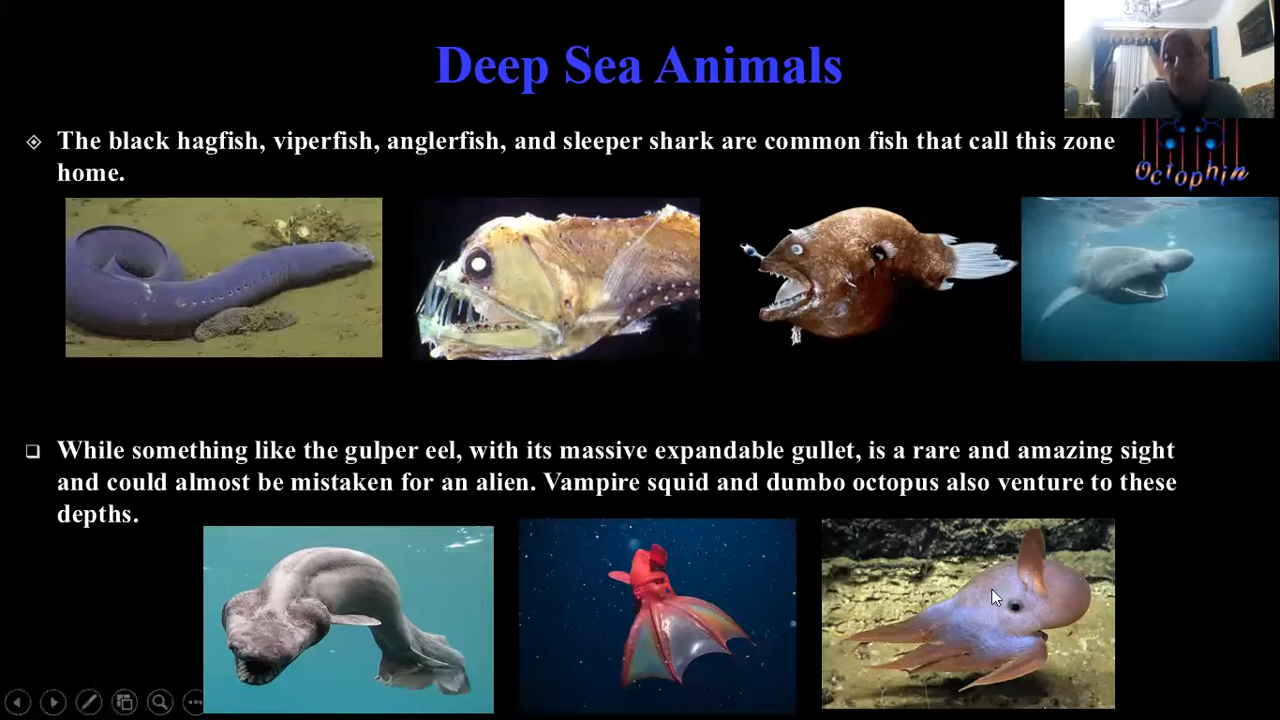 Deep Sea Animals
The black hagfish, viperfish, anglerfish, and sleeper shark are common fish that call this zone
home.
Octophin
While something like the gulper eel, with its massive expandable gullet, is a rare and amazing sight
and could almost be mistaken for an alien. Vampire squid and dumbo octopus also venture to these
depths.